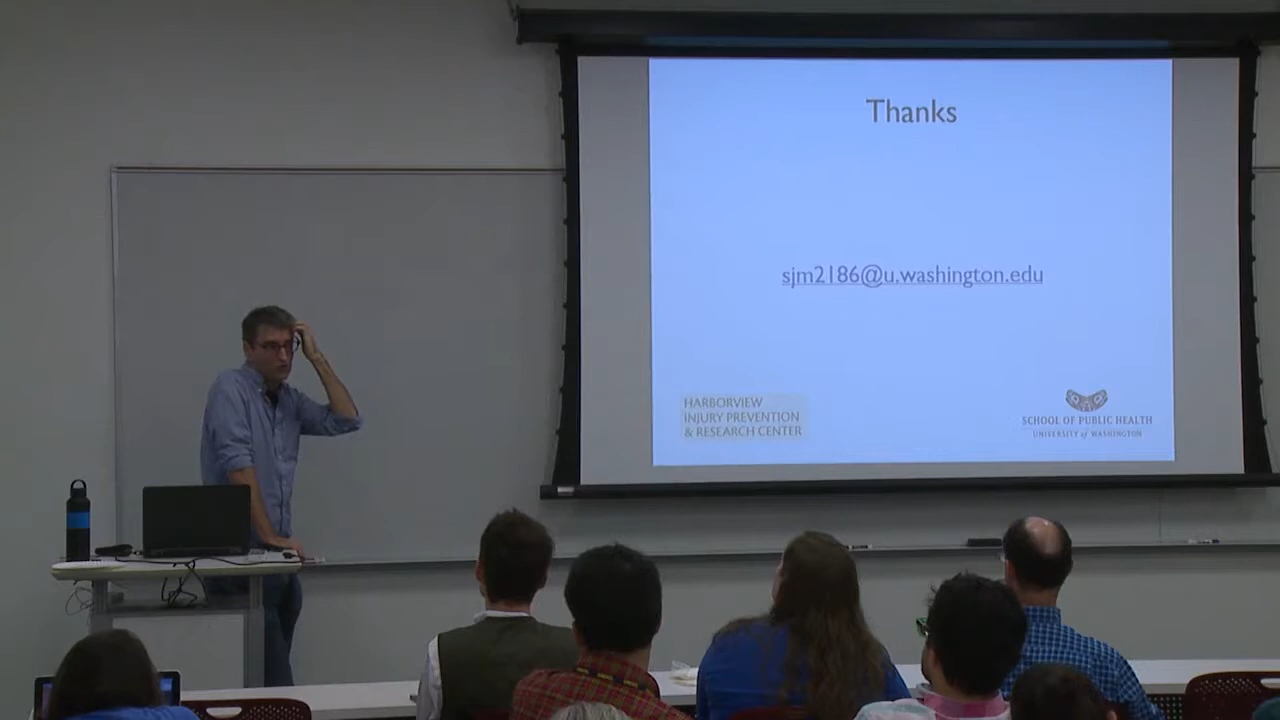 Thanks
sjm2186@u.washington.edu
HARBORVIEW
INJURY PREVENTION
& RESEARCH CENTER
SCHOOL OF PUBLIC HEALTH
UNIVERSITY of WASHINGTON